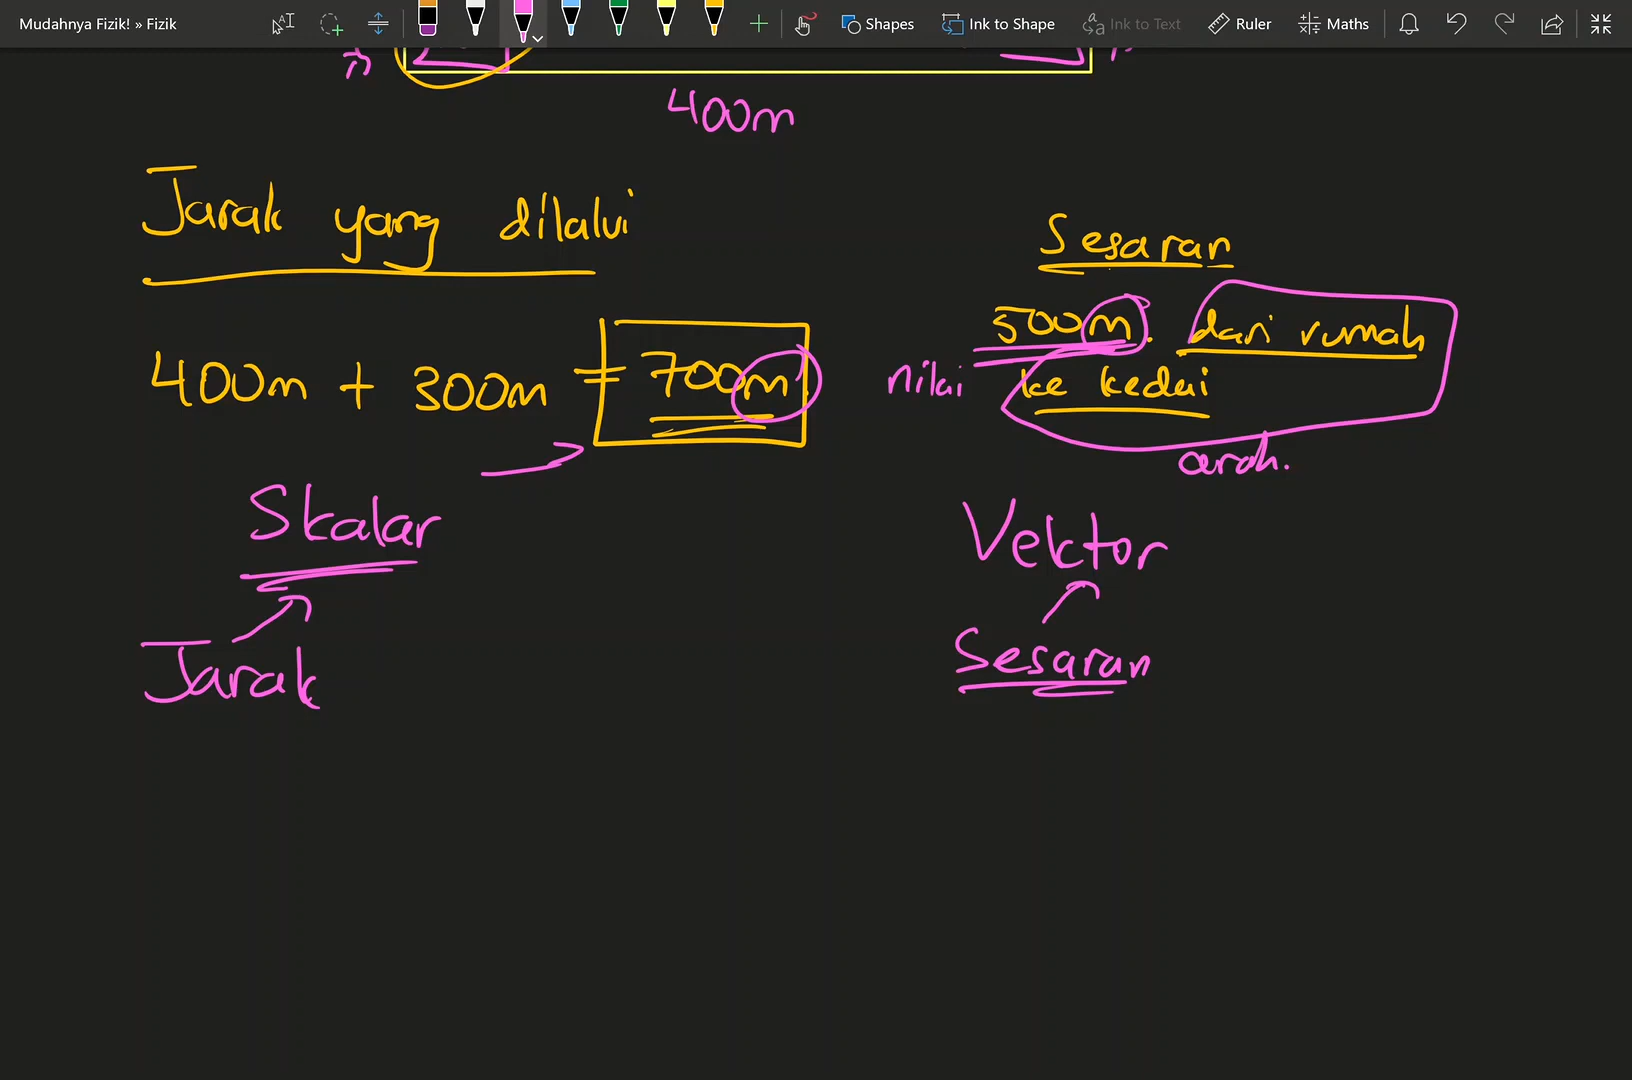 Mudahnya Fizik! » Fizik
Shapes
Ink to Shape
Ink to Text
Ruler
Maths
400m
Jarak yang dilalui
400m + 300m = 700m
Skalar
Jarak
Sesaran
500m. dari rumah
nilai
ke kedai
arah.
Vektor
Sesaran